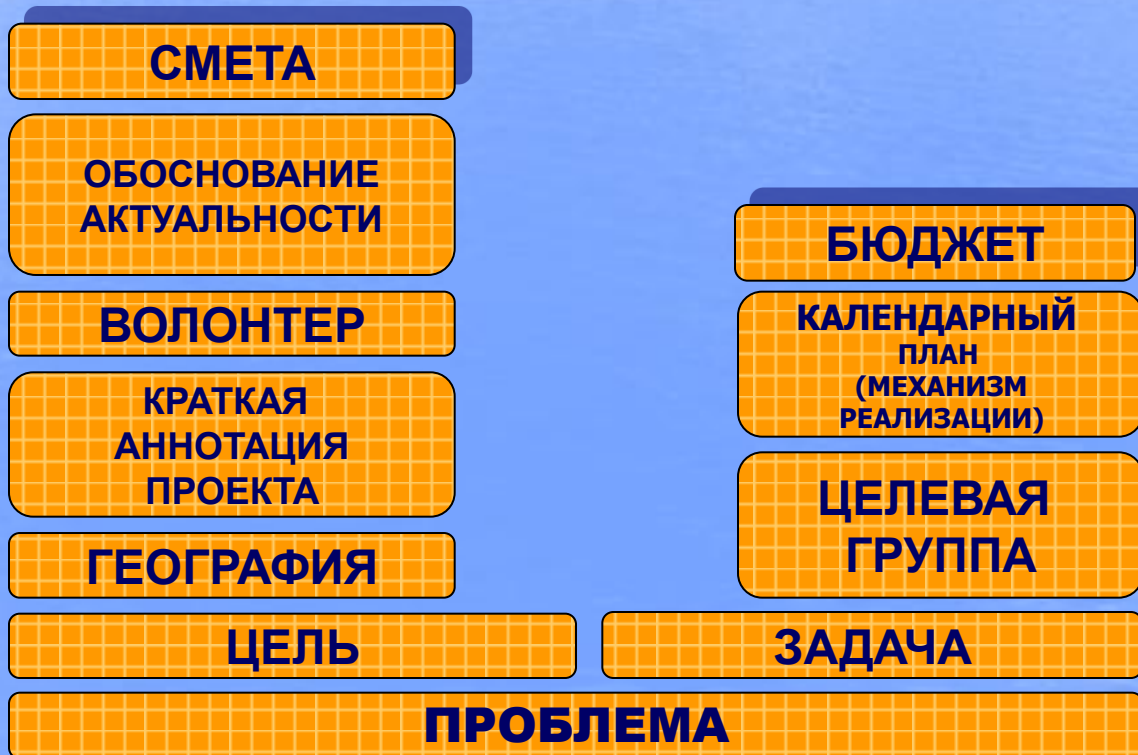 СМЕТА
ОБОСНОВАНИЕ
АКТУАЛЬНОСТИ
ВОЛОНТЕР
КРАТКАЯ
АННОТАЦИЯ
ПРОЕКТА
ГЕОГРАФИЯ
БЮДЖЕТ
КАЛЕНДАРНЫЙ
ПЛАН
(МЕХАНИЗМ
РЕАЛИЗАЦИИ)
ЦЕЛЕВАЯ
ГРУППА
ЦЕЛЬ
ЗАДАЧА
ПРОБЛЕМА